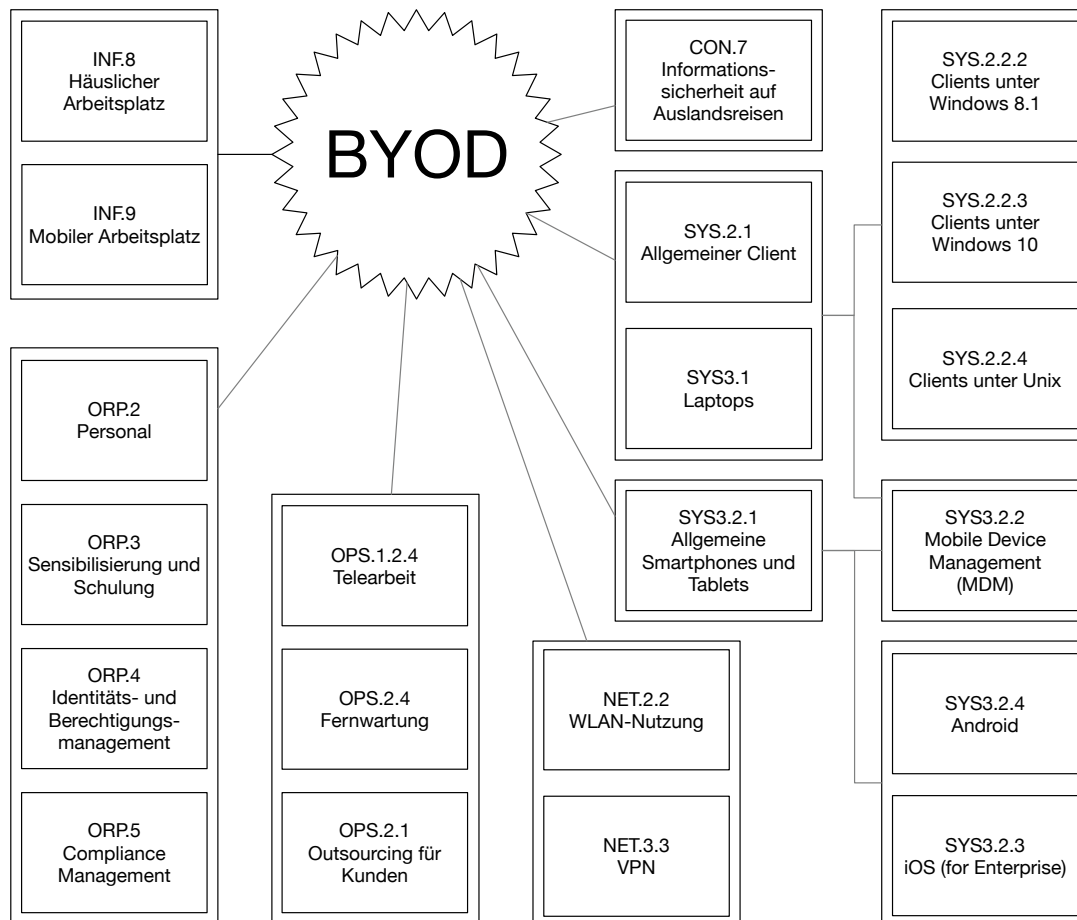 BYOD
INF.8
Häuslicher
Arbeitsplatz
INF.9
Mobiler Arbeitsplatz
CON.7
Informations-
sicherheit auf
Auslandsreisen
SYS.2.1
Allgemeiner Client
SYS3.1
Laptops
SYS.2.2.2
Clients unter
Windows 8.1
SYS.2.2.3
Clients unter
Windows 10
SYS.2.2.4
Clients unter Unix
ORP.2
Personal
ORP.3
Sensibilisierung und
Schulung
ORP.4
Identitäts- und
Berechtigungs-
management
ORP.5
Compliance
Management
OPS.1.2.4
Telearbeit
OPS.2.4
Fernwartung
OPS.2.1
Outsourcing für
Kunden
NET.2.2
WLAN-Nutzung
NET.3.3
VPN
SYS3.2.1
Allgemeine
Smartphones und
Tablets
SYS3.2.2
Mobile Device
Management
(MDM)
SYS3.2.4
Android
SYS3.2.3
iOS (for Enterprise)